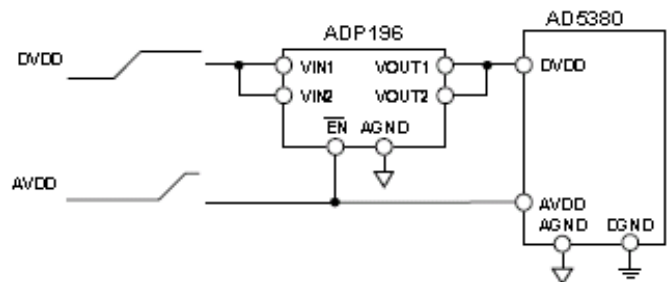 AD5380
ADP196
DVDD
VIN1 VOUT1
DVDD
VIN2 VOUT2
EN AGND
AVDD
AVDD
AGND DGND